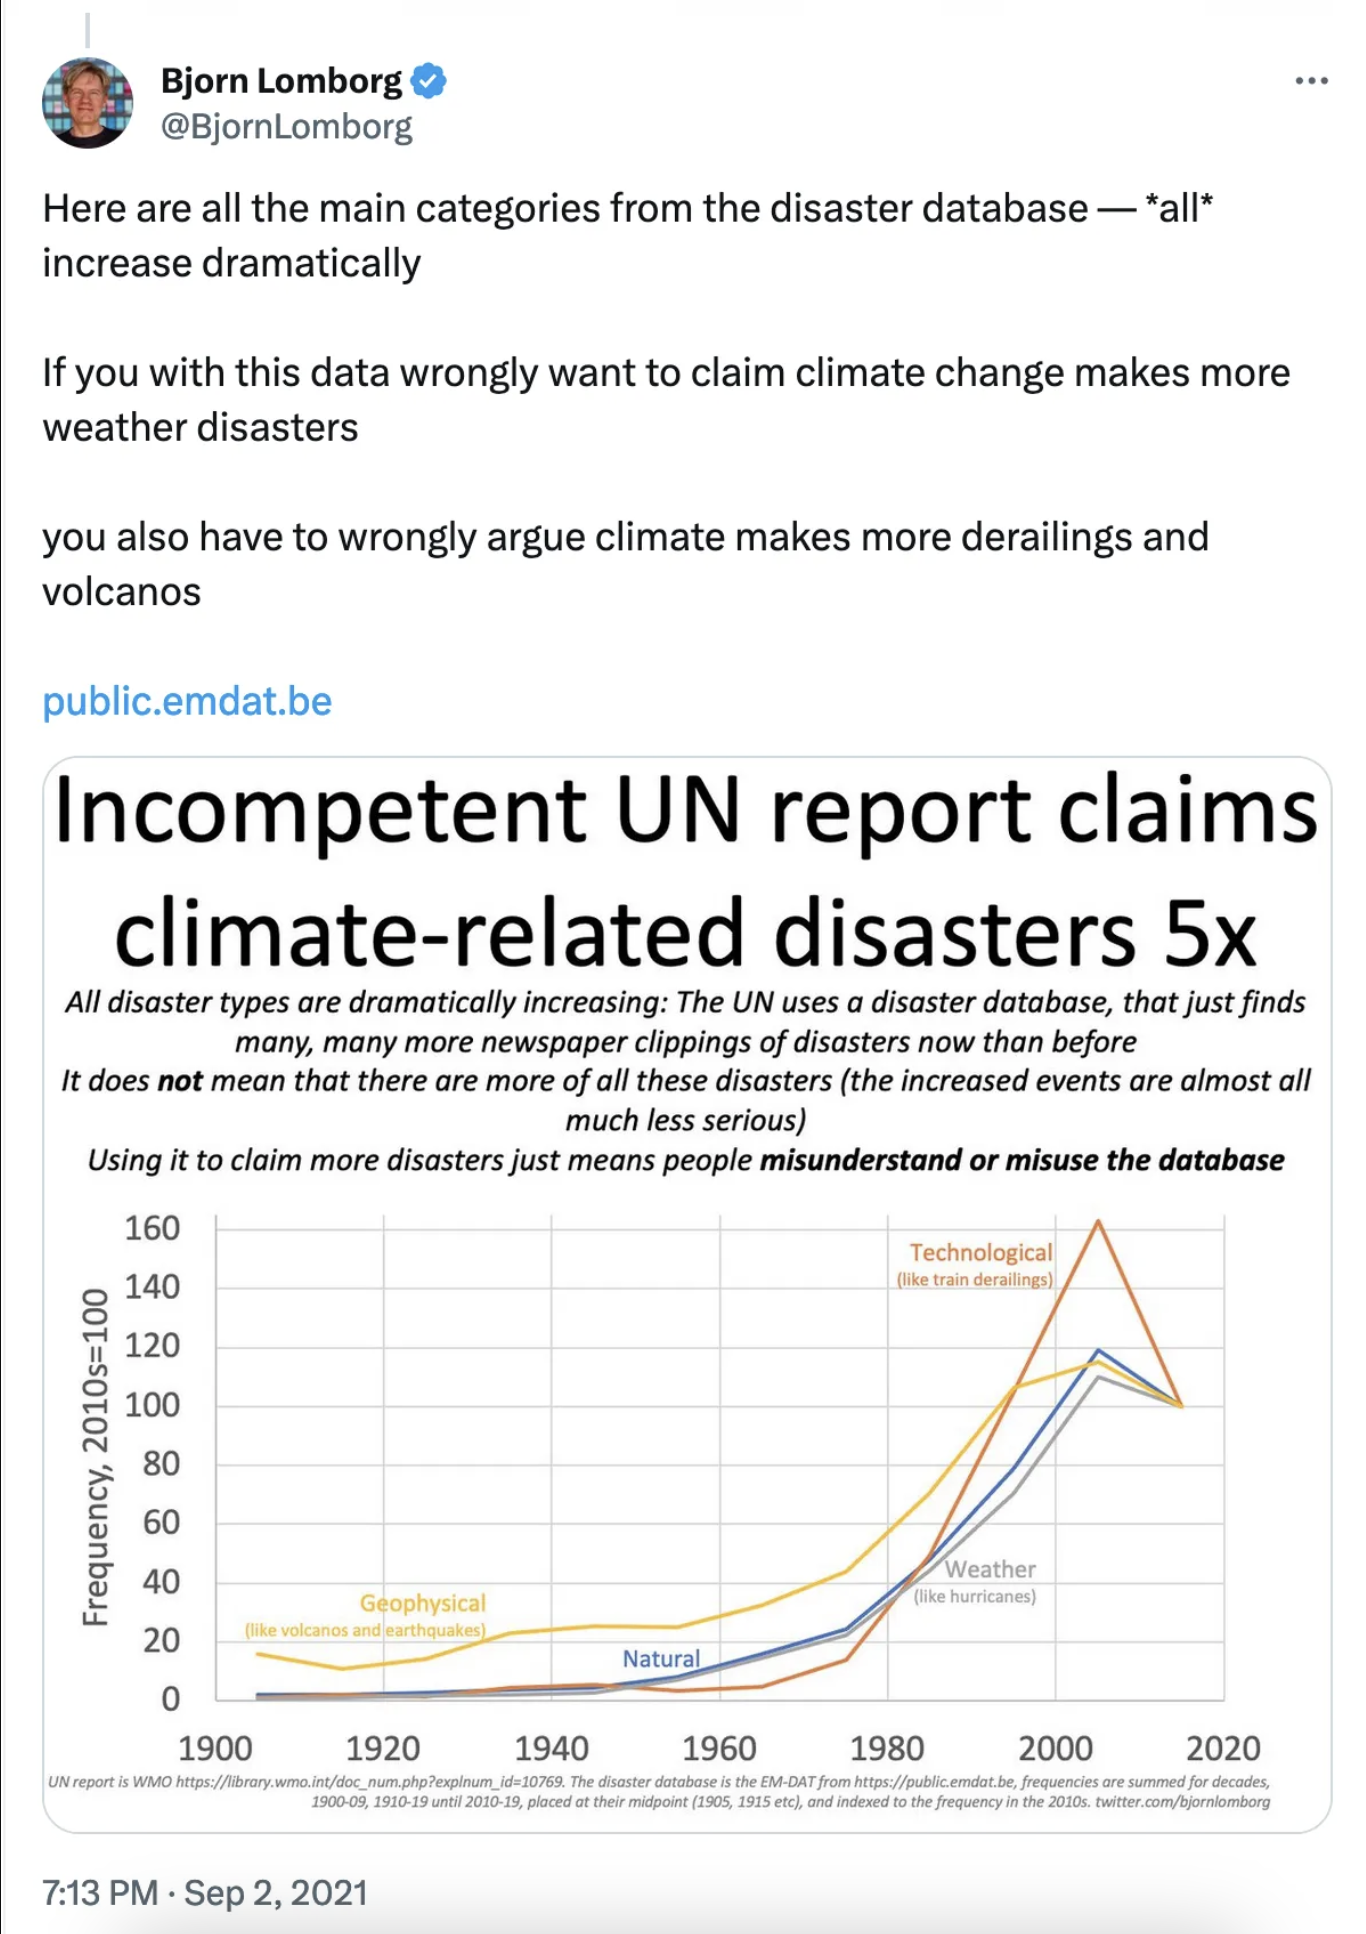 Bjorn Lomborg
@BjornLomborg
Here are all the main categories from the disaster database — *all*
increase dramatically
If you with this data wrongly want to claim climate change makes more
weather disasters
you also have to wrongly argue climate makes more derailings and
volcanos
public.emdat.be
Incompetent UN report claims
climate-related disasters 5x
All disaster types are dramatically increasing: The UN uses a disaster database, that just finds
many, many more newspaper clippings of disasters now than before
It does not mean that there are more of all these disasters (the increased events are almost all
much less serious)
Using it to claim more disasters just means people misunderstand or misuse the database
Frequency, 2010s=100
160
140
120
100
80
60
40
20
0
Technological
(like train derailings)
Weather
(like hurricanes)
Geophysical
(like volcanos and earthquakes)
Natural
1900 1920 1940 1960 1980 2000 2020
UN report is WMO https://library.wmo.int/doc_num.php?explnum_id=10769. The disaster database is the EM-DAT from https://public.emdat.be, frequencies are summed for decades,
1900-09, 1910-19 until 2010-19, placed at their midpoint (1905, 1915 etc), and indexed to the frequency in the 2010s. twitter.com/bjornlomborg
7:13 PM · Sep 2, 2021